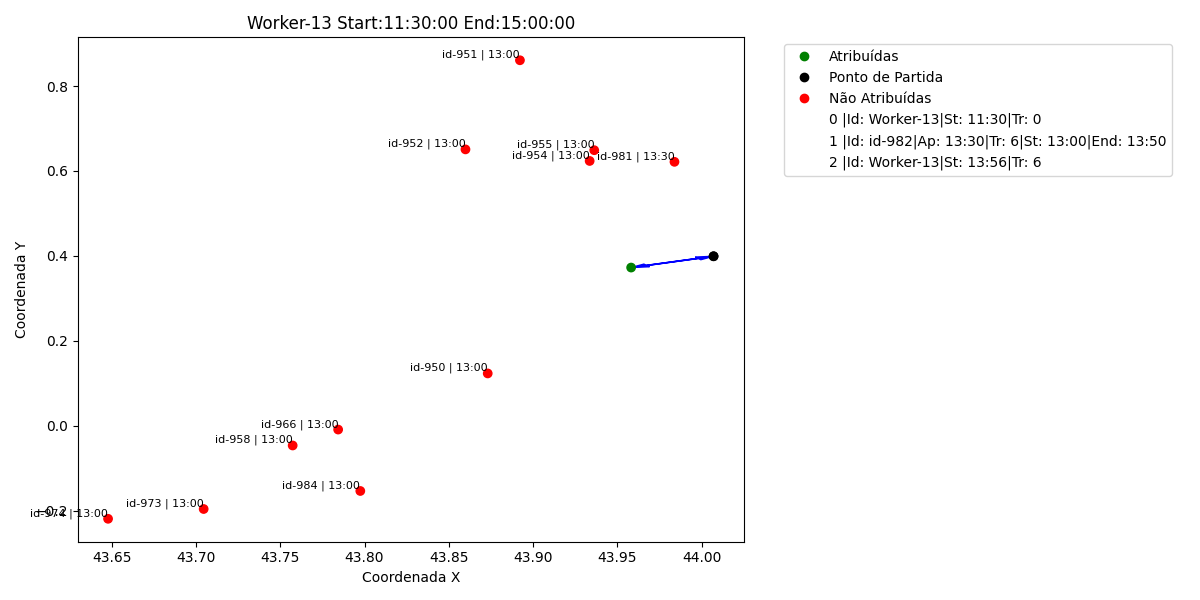 Worker-13 Start:11:30:00 End:15:00:00
Coordenada Y
0.8
0.6
0.4
0.2
0.0
−0.2
id-951 | 13:00
id-952 | 13:00
id-955 | 13:00
id-954 | 13:00
id-981 | 13:30
id-950 | 13:00
id-966 | 13:00
id-958 | 13:00
id-984 | 13:00
id-973 | 13:00
id-974 | 13:00
43.65 43.70 43.75 43.80 43.85 43.90 43.95 44.00
Coordenada X
Atribuídas
Ponto de Partida
Não Atribuídas
0 |Id: Worker-13|St: 11:30|Tr: 0
1 |Id: id-982|Ap: 13:30|Tr: 6|St: 13:00|End: 13:50
2 |Id: Worker-13|St: 13:56|Tr: 6